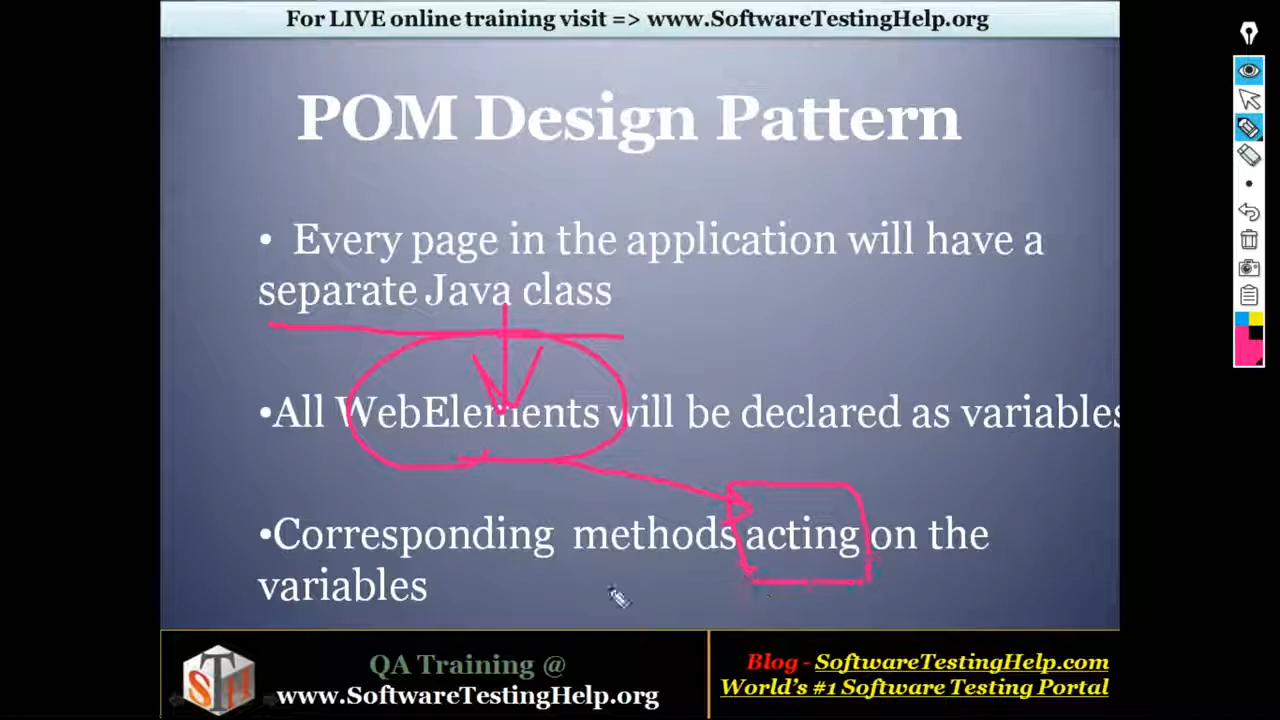 For LIVE online training visit => www.SoftwareTestingHelp.org
POM Design Pattern
• Every page in the application will have a
separate Java class
•All WebElements will be declared as variables
•Corresponding methods acting on the
variables
STH
QA Training @
www.SoftwareTestingHelp.org
Blog - SoftwareTestingHelp.com
World's #1 Software Testing Portal